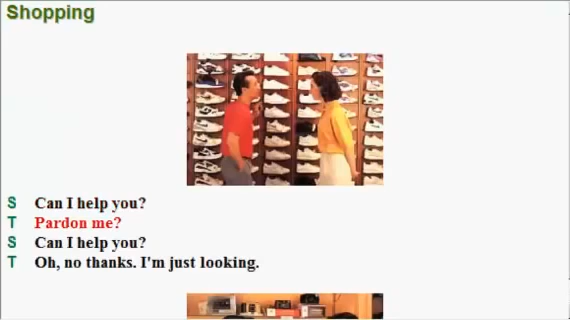 Shopping
S Can I help you?
T Pardon me?
S Can I help you?
T Oh, no thanks. I'm just looking.